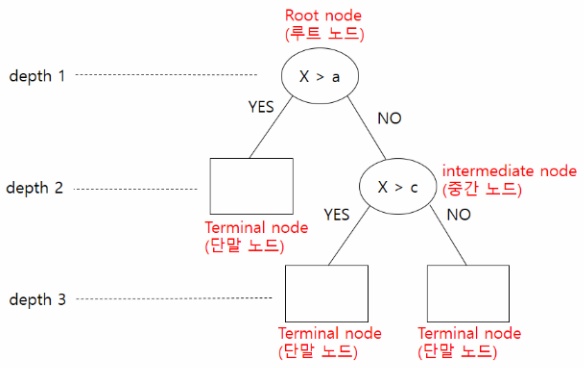 Root node
(루트 노드)
depth 1
X > a
YES
NO
depth 2
X > c
intermediate node
(중간 노드)
Terminal node
(단말 노드)
YES
NO
depth 3
Terminal node
(단말 노드)
Terminal node
(단말 노드)